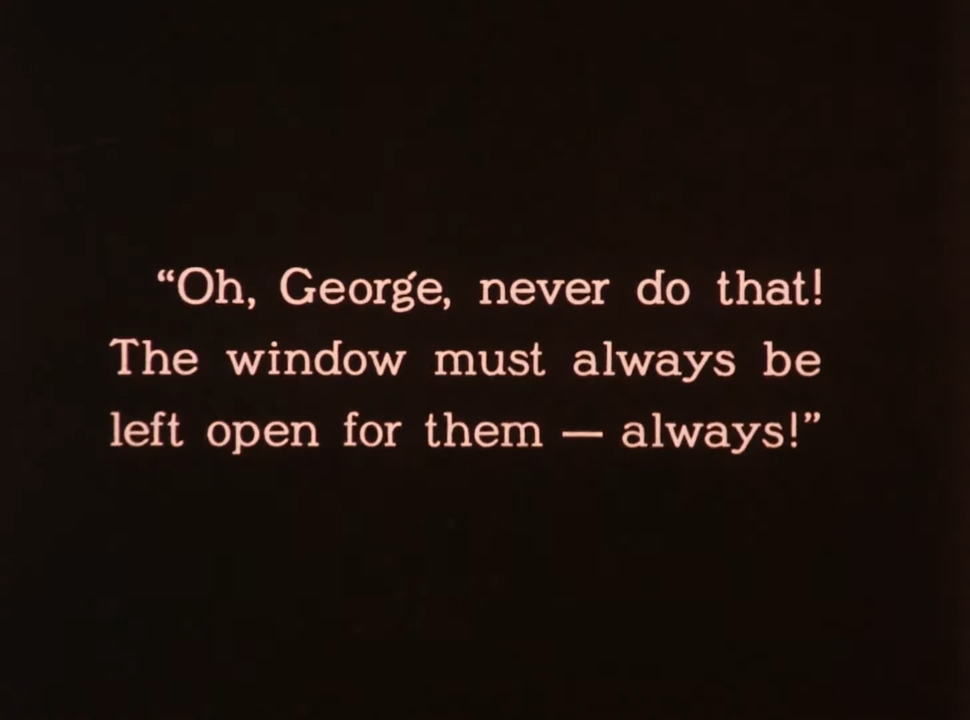 “Oh, George, never do that!
The window must always be
left open for them — always!”